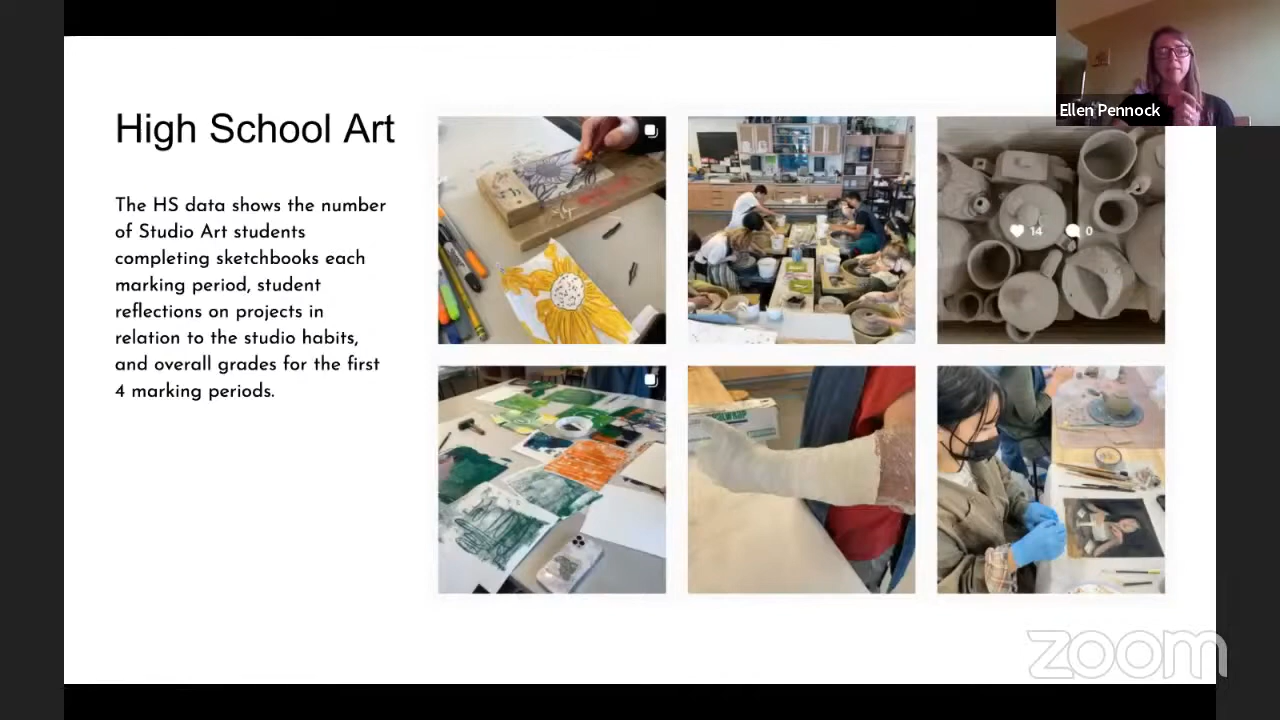 Ellen Pennock
High School Art
The HS data shows the number
of Studio Art students
completing sketchbooks each
marking period, student
reflections on projects in
relation to the studio habits,
and overall grades for the first
4 marking periods.
14
0
zoom